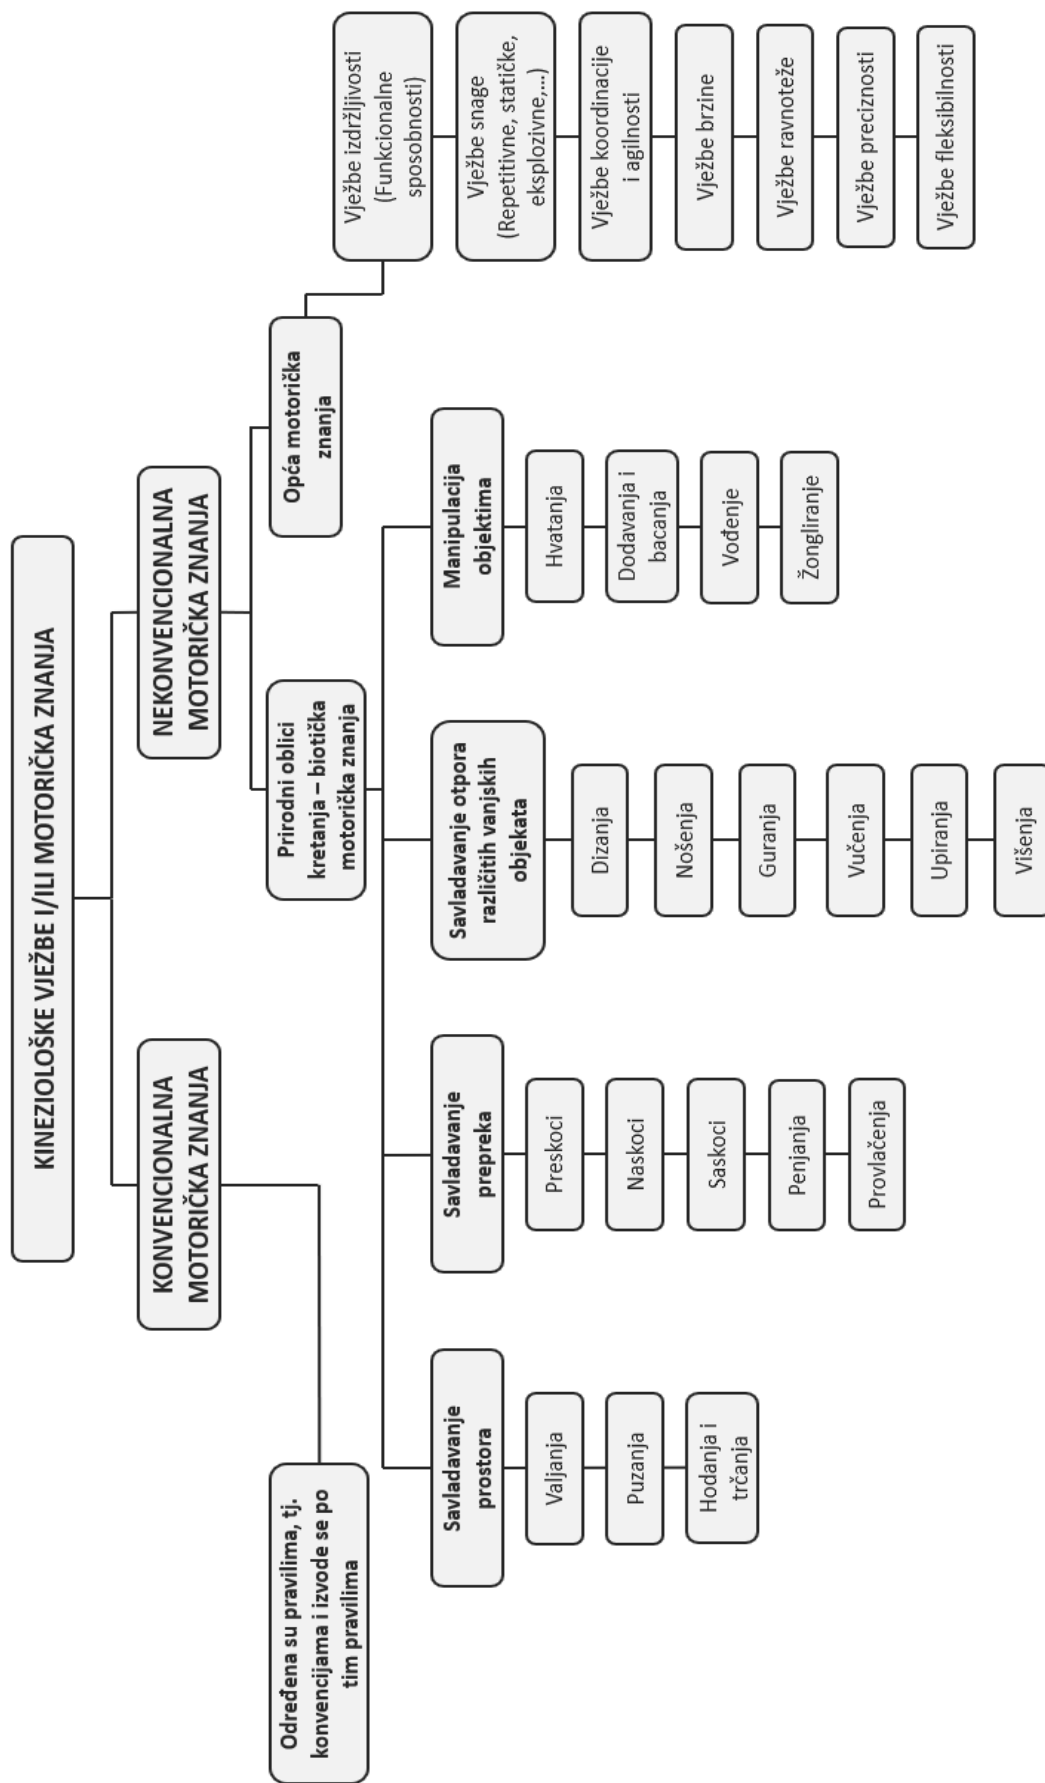 KINEZIOLOŠKE VJEŽBE I/ILI MOTORIČKA ZNANJA
KONVENCIONALNA
MOTORIČKA ZNANJA
NEKONVENCIONALNA
MOTORIČKA ZNANJA
Određena su pravilima, tj.
konvencijama i izvode se po
tim pravilima
Prirodni oblici
kretanja – biotička
motorička znanja
Opća motorička
znanja
Savladavanje
prostora
Valjanja
Puzanja
Hodanja i
trčanja
Savladavanje
prepreka
Preskoci
Naskoci
Saskoci
Penjanja
Provlačenja
Savladavanje otpora
različitih vanjskih
objekata
Dizanja
Nošenja
Guranja
Vučenja
Upiranja
Višenja
Manipulacija
objektima
Hvatanja
Dodavanja i
bacanja
Vođenje
Žongliranje
Vježbe izdržljivosti
(Funkcionalne
sposobnosti)
Vježbe snage
(Repetitivne, statičke,
eksplozivne,...)
Vježbe koordinacije
i agilnosti
Vježbe brzine
Vježbe ravnoteže
Vježbe preciznosti
Vježbe fleksibilnosti